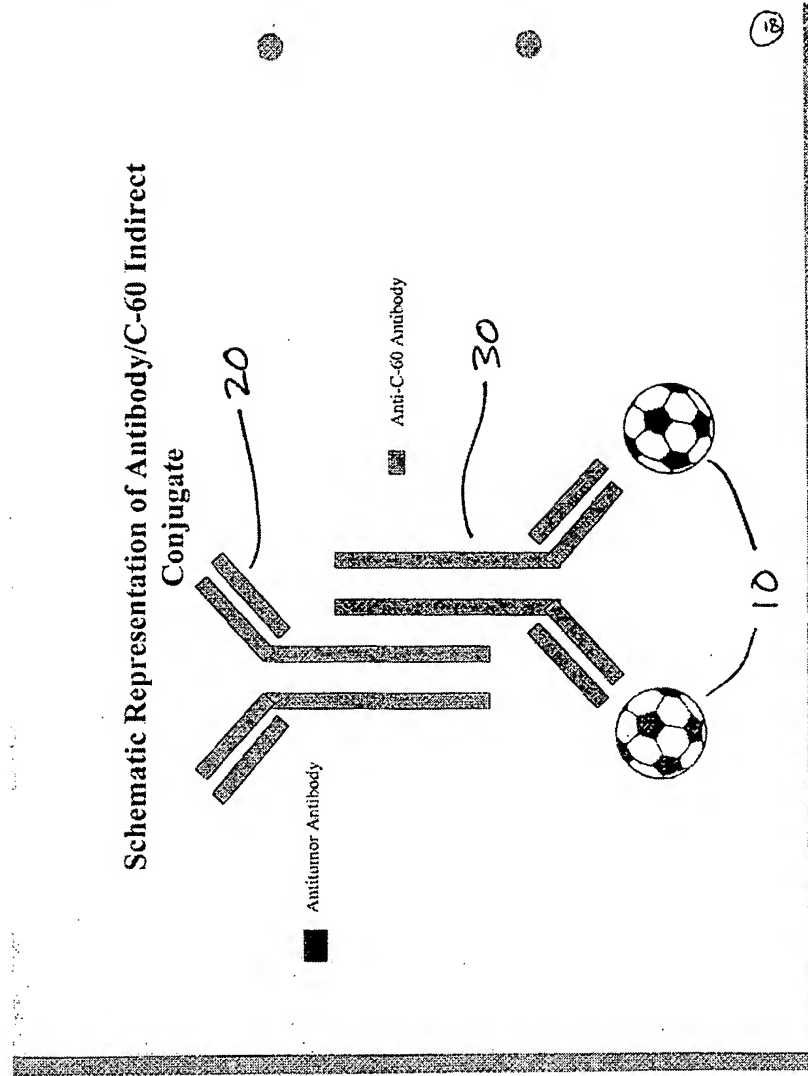 Schematic Representation of Antibody/C-60 Indirect
Conjugate
20
Antitumor Antibody
Anti-C-60 Antibody
30
10
18